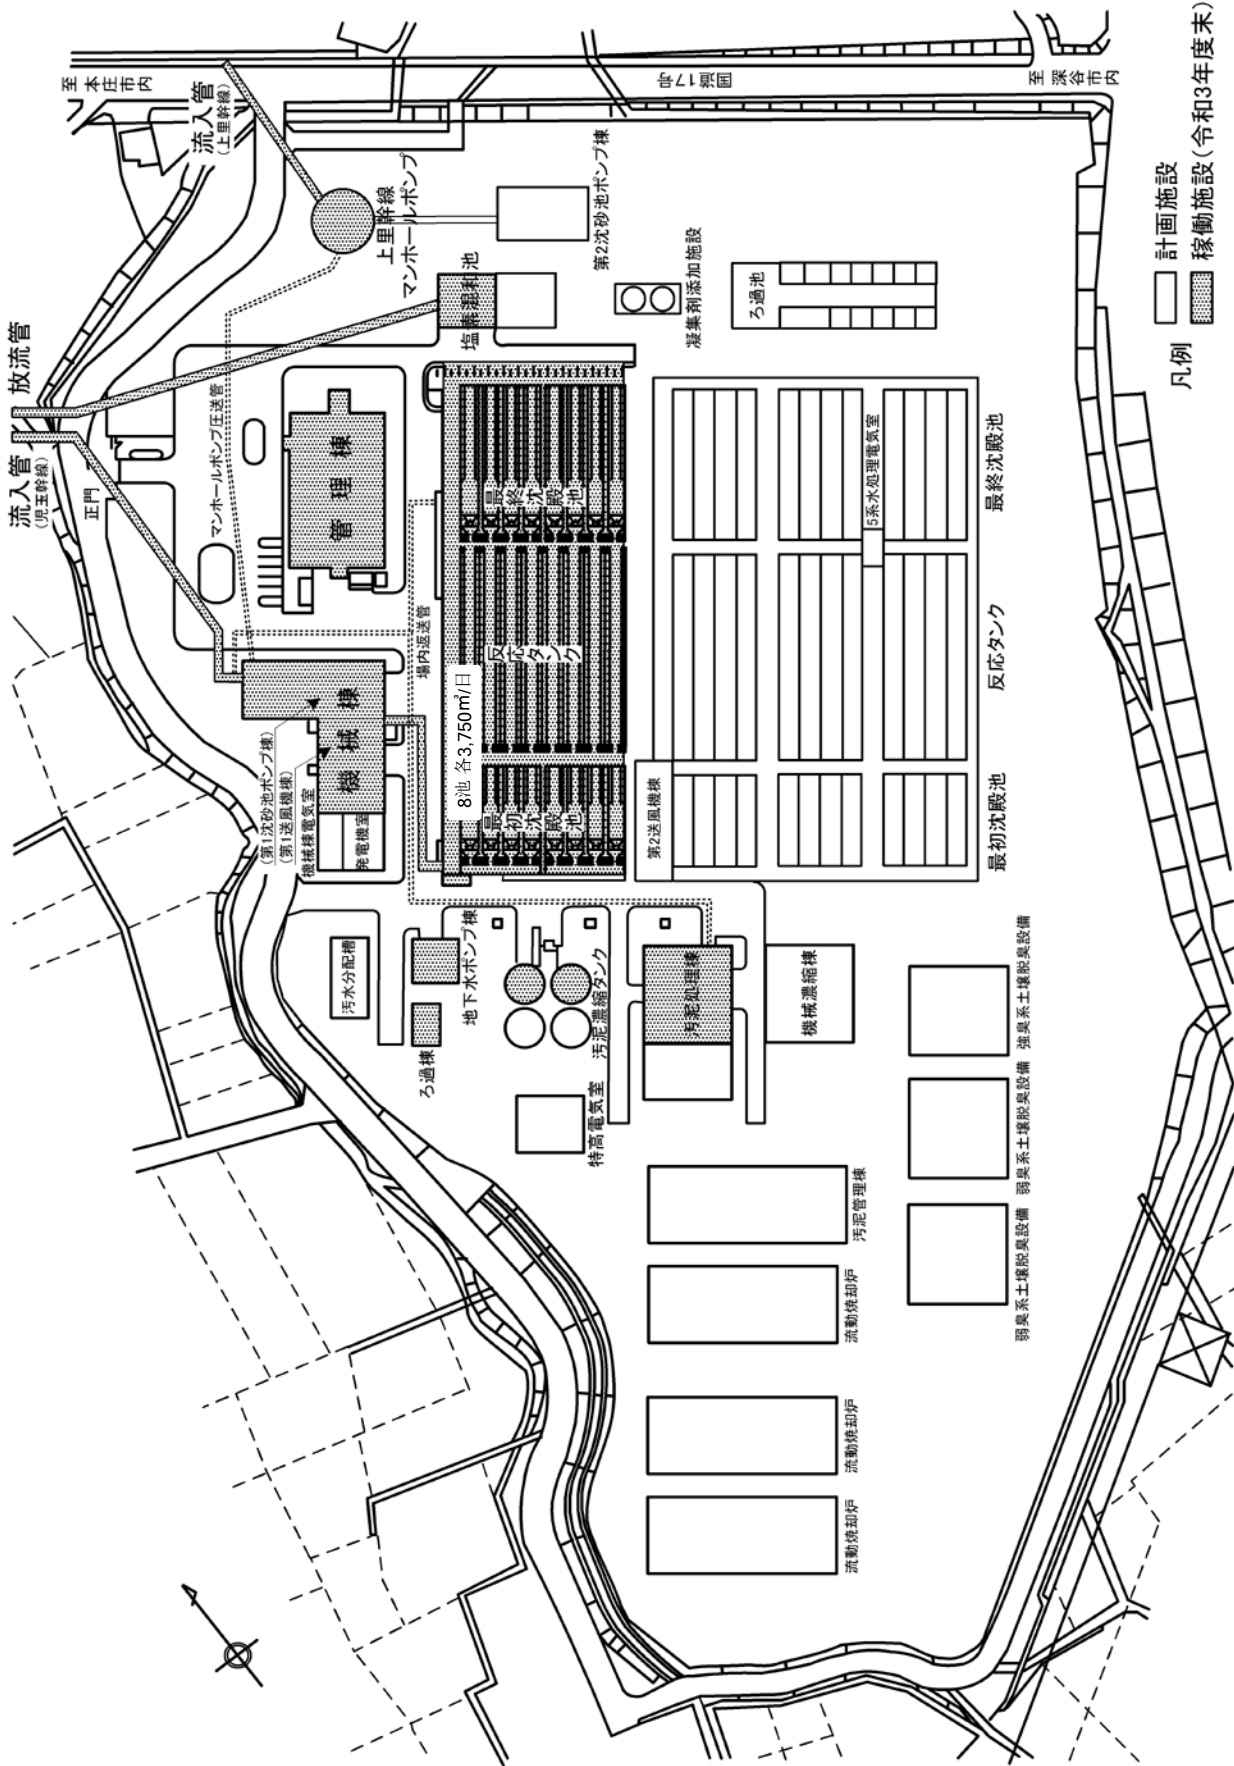 至 本庄市内
国道17号
至 深谷市内
流入管
(上里幹線)
上里幹線
マンホールポンプ
第2沈砂池ポンプ棟
塩素混和池
凝集剤添加施設
ろ過池
放流管
流入管
(児玉幹線)
正門
マンホールポンプ圧送管
管理棟
場内返送管
機械棟
(第1沈砂池ポンプ棟)
(第1送風機棟)
機械棟電気室
発電機室
8池 各3,750㎥/日
最終沈殿池
反応タンク
最初沈殿池
5系水処理電気室
第2送風機棟
最終沈殿池
反応タンク
最初沈殿池
汚水分配槽
地下水ポンプ棟
ろ過棟
汚泥濃縮タンク
特高電気室
汚泥処理棟
機械濃縮棟
汚泥管理棟
流動焼却炉
流動焼却炉
流動焼却炉
強臭系土壌脱臭設備
弱臭系土壌脱臭設備
弱臭系土壌脱臭設備
凡例
計画施設
稼働施設(令和3年度末)